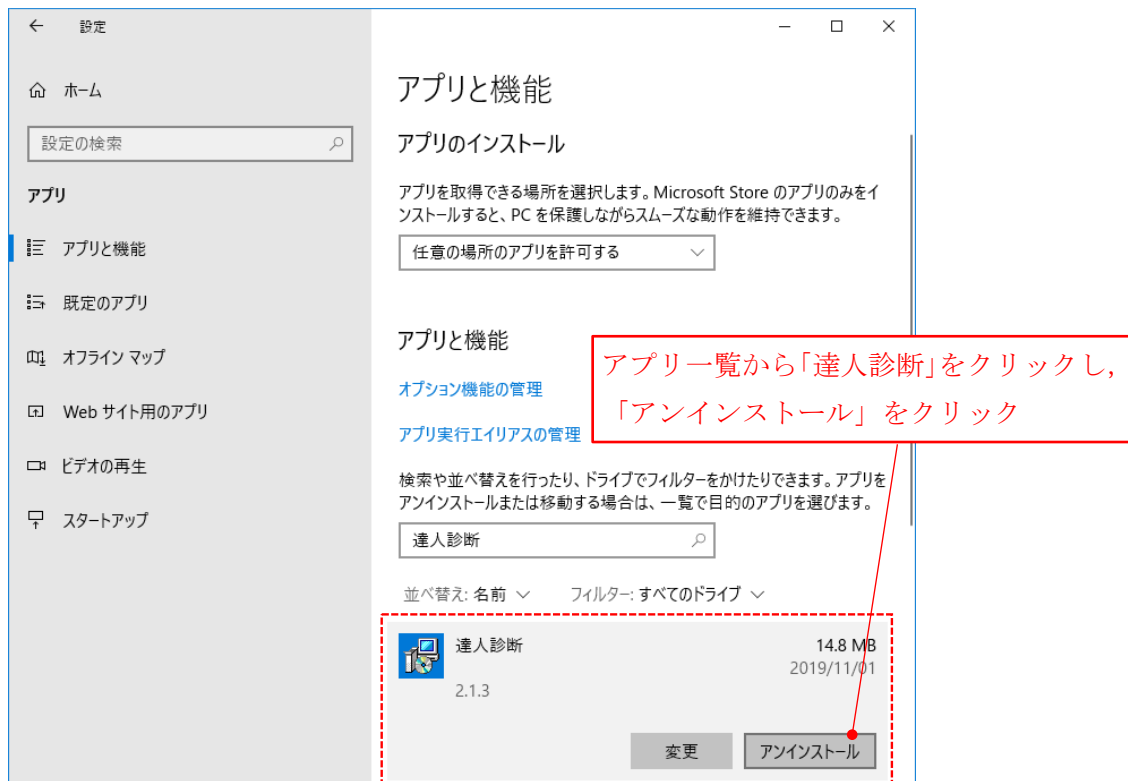 設定
ホーム
設定の検索
アプリ
アプリと機能
既定のアプリ
オフライン マップ
Web サイト用のアプリ
ビデオの再生
スタートアップ
アプリと機能
アプリのインストール
アプリを取得できる場所を選択します。Microsoft Store のアプリのみをイ
ンストールすると、PC を保護しながらスムーズな動作を維持できます。
任意の場所のアプリを許可する
アプリと機能
オプション機能の管理
アプリ実行エイリアスの管理
アプリ一覧から「達人診断」をクリックし,
「アンインストール」をクリック
検索や並べ替えを行ったり、ドライブでフィルターをかけたりできます。アプリを
アンインストールまたは移動する場合は、一覧で目的のアプリを選びます。
達人診断
並べ替え: 名前 フィルター: すべてのドライブ
達人診断 14.8 MB
2019/11/01
2.1.3
変更 アンインストール